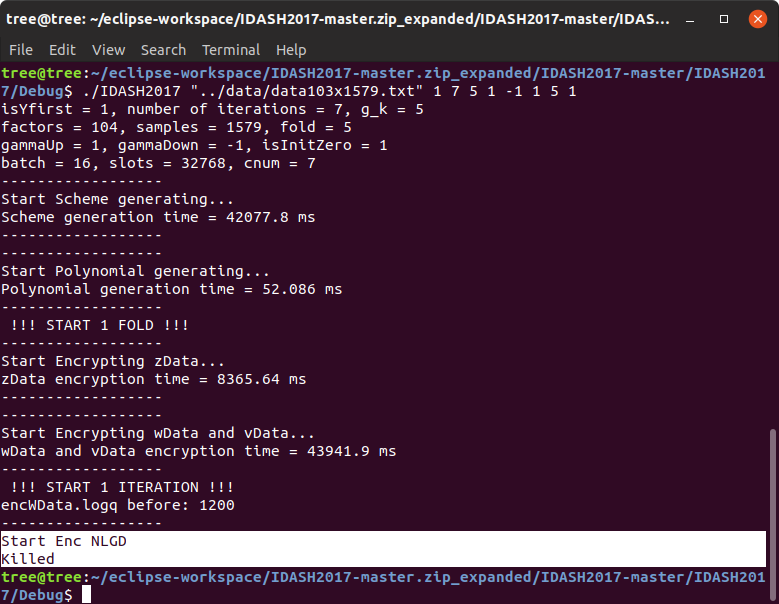 tree@tree: ~/eclipse-workspace/IDASH2017-master.zip_expanded/IDASH2017-master/IDAS...
File Edit View Search Terminal Help
tree@tree:~/eclipse-workspace/IDASH2017-master.zip_expanded/IDASH2017-master/IDASH201
7/Debug$ ./IDASH2017 "../data/data103x1579.txt" 1 7 5 1 -1 1 5 1
isYfirst = 1, number of iterations = 7, g_k = 5
factors = 104, samples = 1579, fold = 5
gammaUp = 1, gammaDown = -1, isInitZero = 1
batch = 16, slots = 32768, cnum = 7
------------------
Start Scheme generating...
Scheme generation time = 42077.8 ms
------------------
------------------
Start Polynomial generating...
Polynomial generation time = 52.086 ms
------------------
 !!! START 1 FOLD !!!
------------------
Start Encrypting zData...
zData encryption time = 8365.64 ms
------------------
------------------
Start Encrypting wData and vData...
wData and vData encryption time = 43941.9 ms
------------------
 !!! START 1 ITERATION !!!
encWData.logq before: 1200
------------------
Start Enc NLGD
Killed
tree@tree:~/eclipse-workspace/IDASH2017-master.zip_expanded/IDASH2017-master/IDASH201
7/Debug$